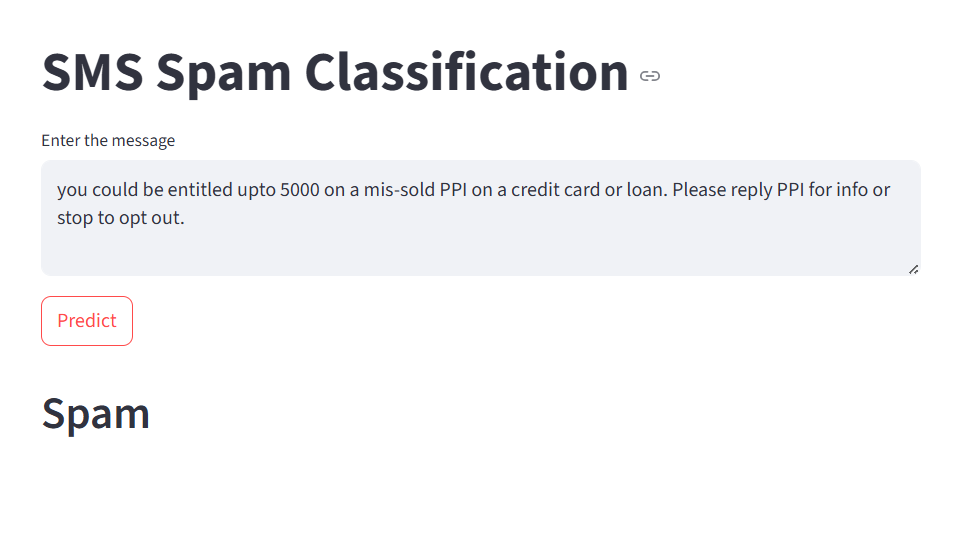 SMS Spam Classification
Enter the message
you could be entitled upto 5000 on a mis-sold PPI on a credit card or loan. Please reply PPI for info or
stop to opt out.
Predict
Spam